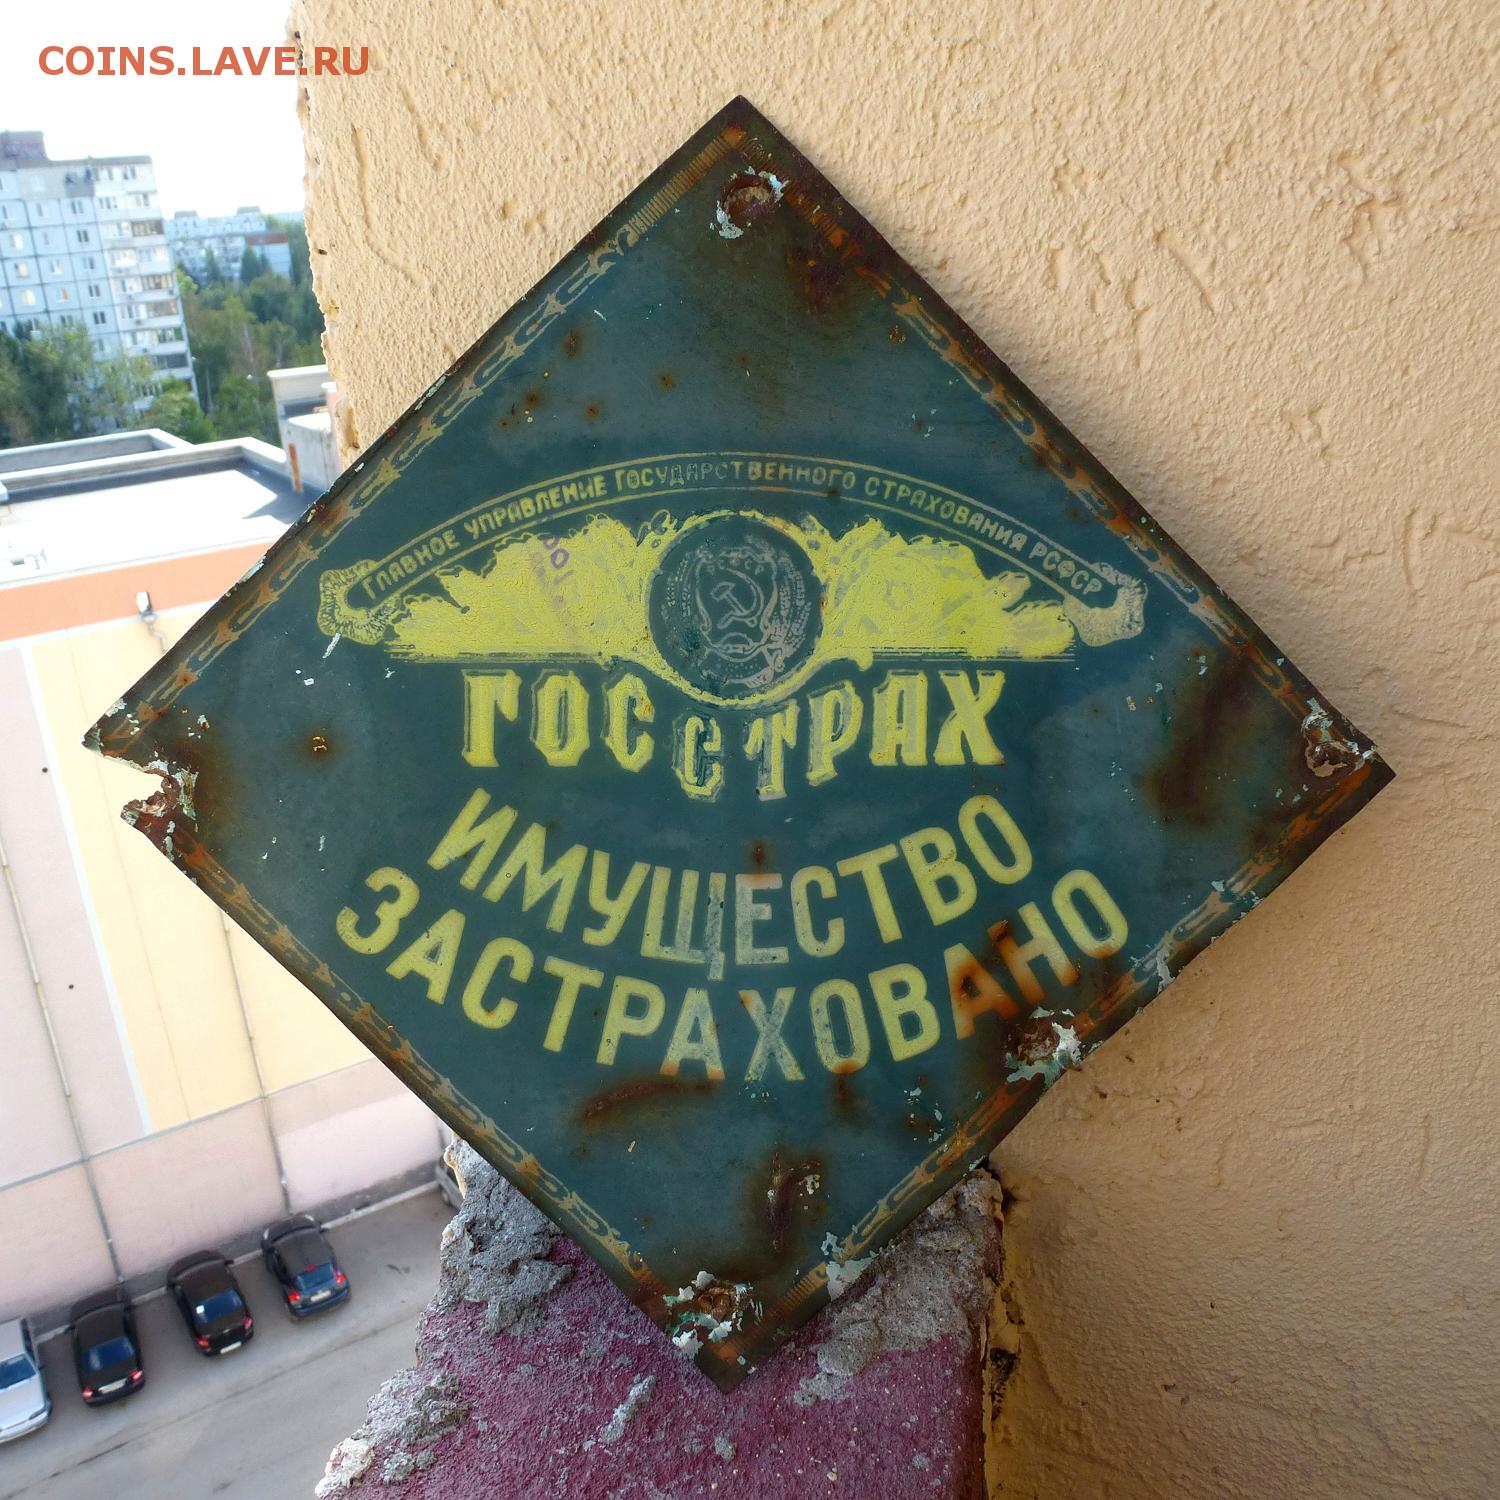 COINS.LAVE.RU
ГЛАВНОЕ УПРАВЛЕНИЕ ГОСУДАРСТВЕННОГО СТРАХОВАНИЯ РСФСР
РСФСР
ГОССТРАХ
ИМУЩЕСТВО
ЗАСТРАХОВАНО